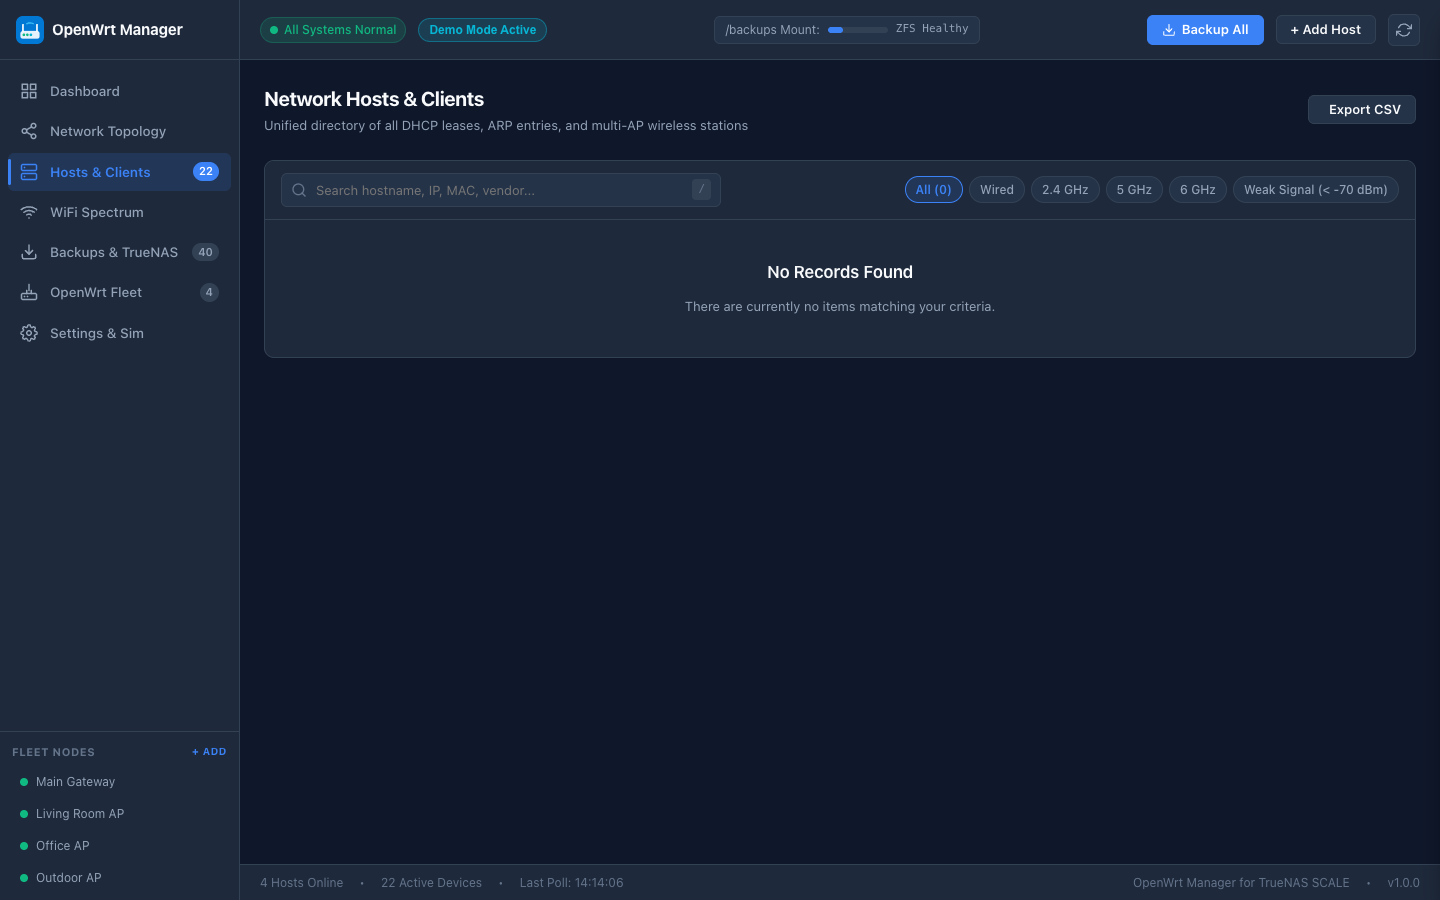 OpenWrt Manager
All Systems Normal
Demo Mode Active
/backups Mount:
ZFS Healthy
Backup All
+ Add Host
Dashboard
Network Topology
Hosts & Clients
22
WiFi Spectrum
Backups & TrueNAS
40
OpenWrt Fleet
4
Settings & Sim
Network Hosts & Clients
Unified directory of all DHCP leases, ARP entries, and multi-AP wireless stations
Export CSV
Search hostname, IP, MAC, vendor...
/
All (0)
Wired
2.4 GHz
5 GHz
6 GHz
Weak Signal (< -70 dBm)
No Records Found
There are currently no items matching your criteria.
FLEET NODES
+ ADD
Main Gateway
Living Room AP
Office AP
Outdoor AP
4 Hosts Online • 22 Active Devices • Last Poll: 14:14:06
OpenWrt Manager for TrueNAS SCALE • v1.0.0